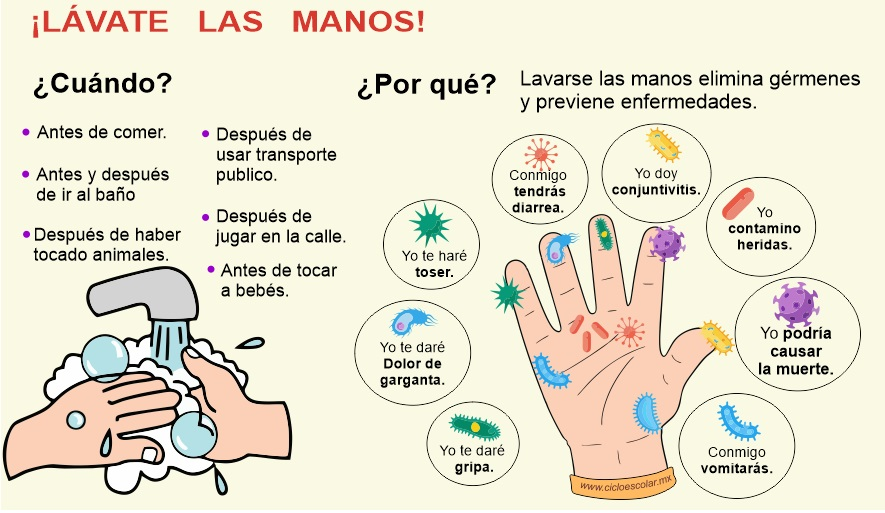 ¡LÁVATE LAS MANOS!
¿Cuándo?
• Antes de comer.
• Antes y después
de ir al baño
• Después de haber
tocado animales.
• Después de
usar transporte
publico.
• Después de
jugar en la calle.
• Antes de tocar
a bebés.
¿Por qué?
Lavarse las manos elimina gérmenes
y previene enfermedades.
Conmigo
tendrás
diarrea.
Yo doy
conjuntivitis.
Yo
contamino
heridas.
Yo te haré
toser.
Yo podría
causar
la muerte.
Yo te daré
Dolor de
garganta.
Yo te daré
gripa.
Conmigo
vomitarás.
www.cicloescolar.mx